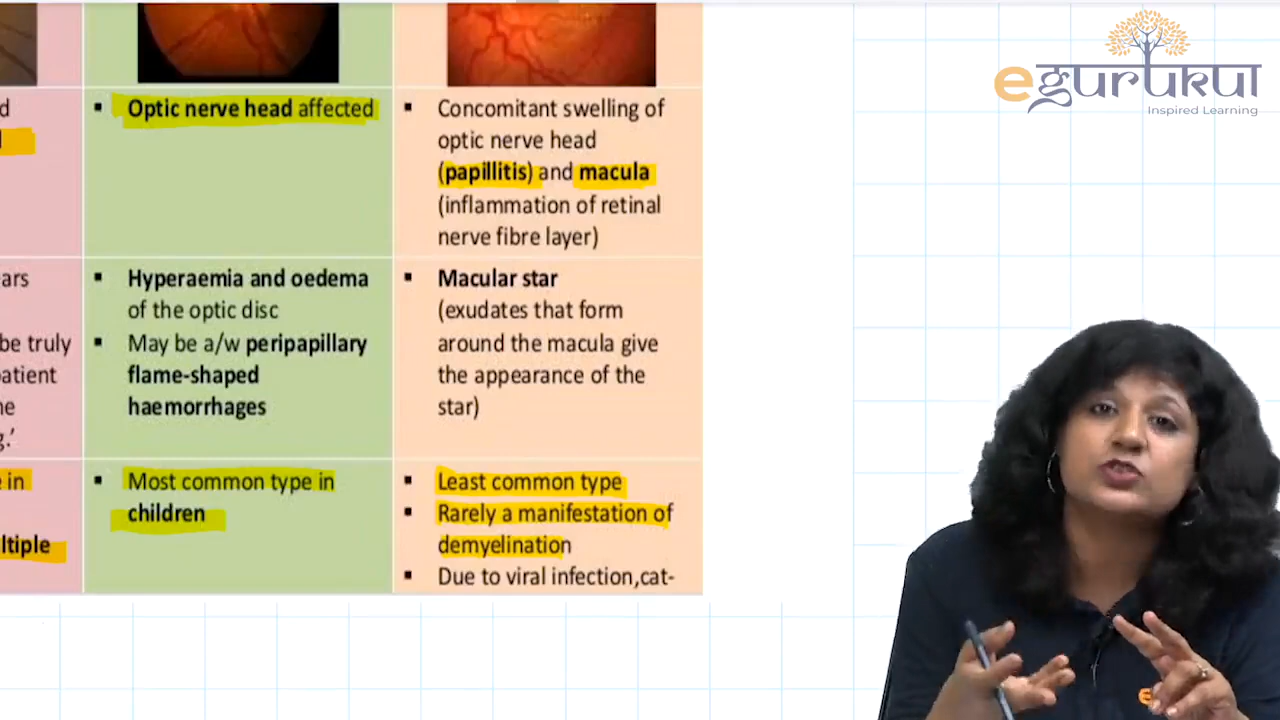 egurukul
Inspired Learning
d
Optic nerve head affected
Concomitant swelling of
optic nerve head
(papillitis) and macula
(inflammation of retinal
nerve fibre layer)
ars
be truly
patient
ne
g.’
Hyperaemia and oedema
of the optic disc
May be a/w peripapillary
flame-shaped
haemorrhages
Macular star
(exudates that form
around the macula give
the appearance of the
star)
e in
ltiple
Most common type in
children
Least common type
Rarely a manifestation of
demyelination
Due to viral infection,cat-